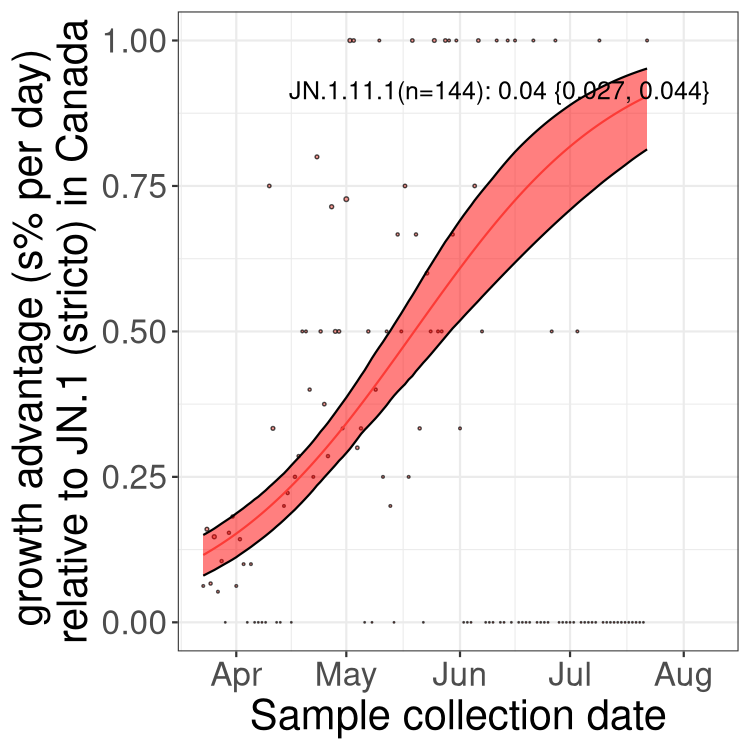 growth advantage (s% per day)
relative to JN.1 (stricto) in Canada
1.00
0.75
0.50
0.25
0.00
JN.1.11.1(n=144): 0.04 {0.027, 0.044}
Apr May Jun Jul Aug
Sample collection date